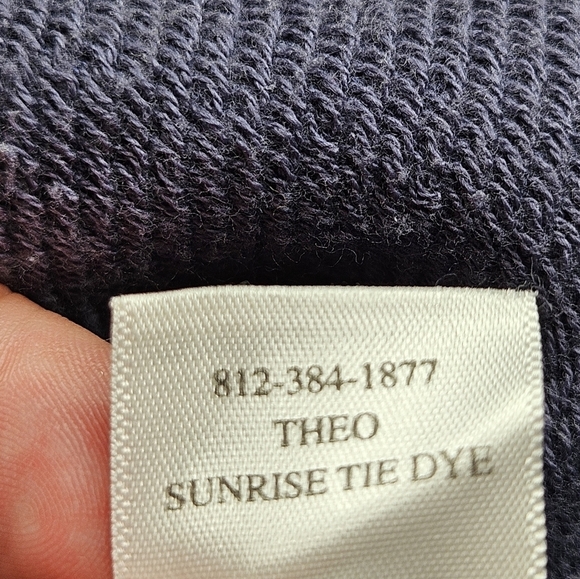 812-384-1877
THEO
SUNRISE TIE DYE